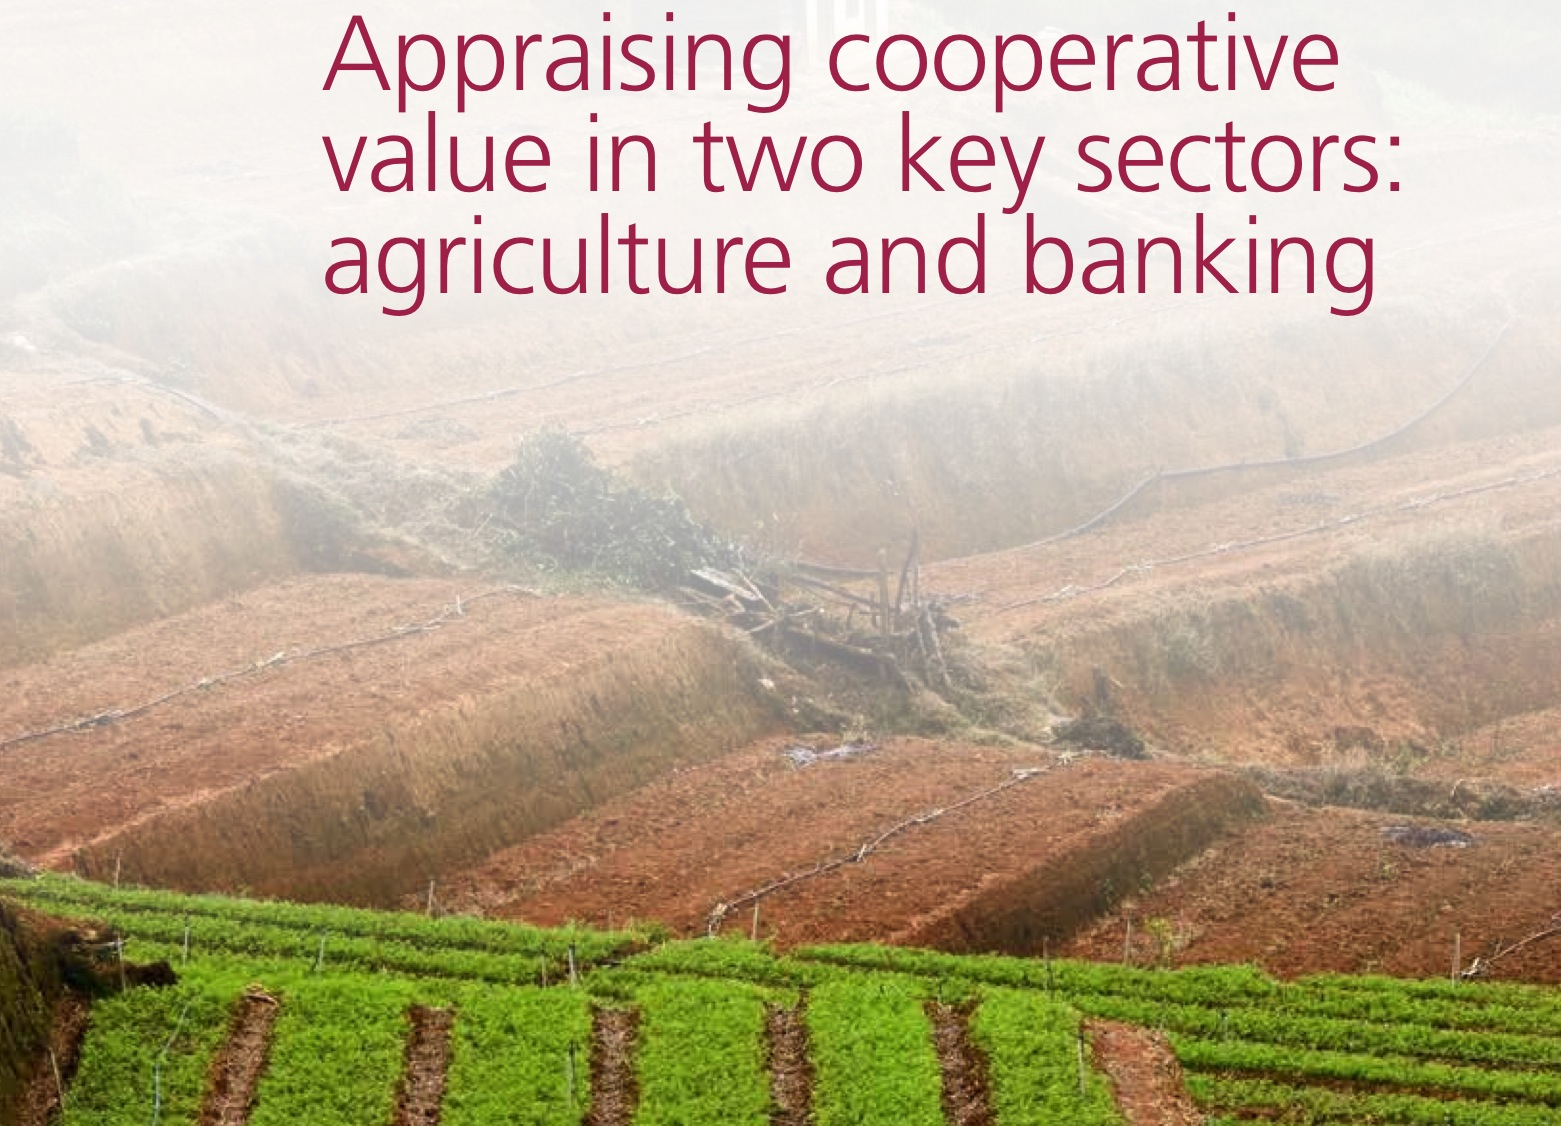 Appraising cooperative
value in two key sectors:
agriculture and banking